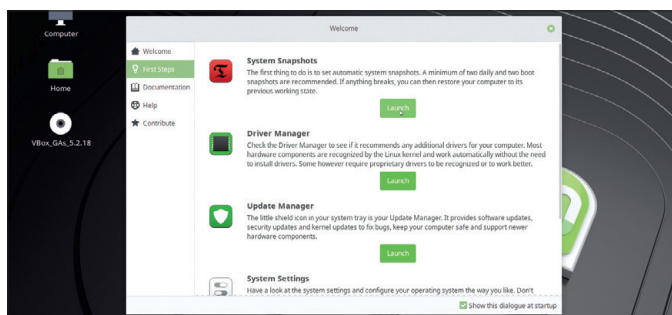 Welcome
Computer
Home
VBox_GAs_5.2.18
Welcome
First Steps
Documentation
Help
Contribute
System Snapshots
The first thing to do is to set automatic system snapshots. A minimum of two daily and two boot
snapshots are recommended. If anything breaks, you can then restore your computer to its
previous working state.
Launch
Driver Manager
Check the Driver Manager to see if it recommends any additional drivers for your computer. Most
hardware components are recognized by the Linux kernel and work automatically without the need
to install drivers. Some however require proprietary drivers to be recognized or to work better.
Launch
Update Manager
The little shield icon in your system tray is your Update Manager. It provides software updates,
security updates and kernel updates to fix bugs, keep your computer safe and support newer
hardware components.
Launch
System Settings
Have a look at the system settings and configure your operating system the way you like. Don't
Show this dialogue at startup